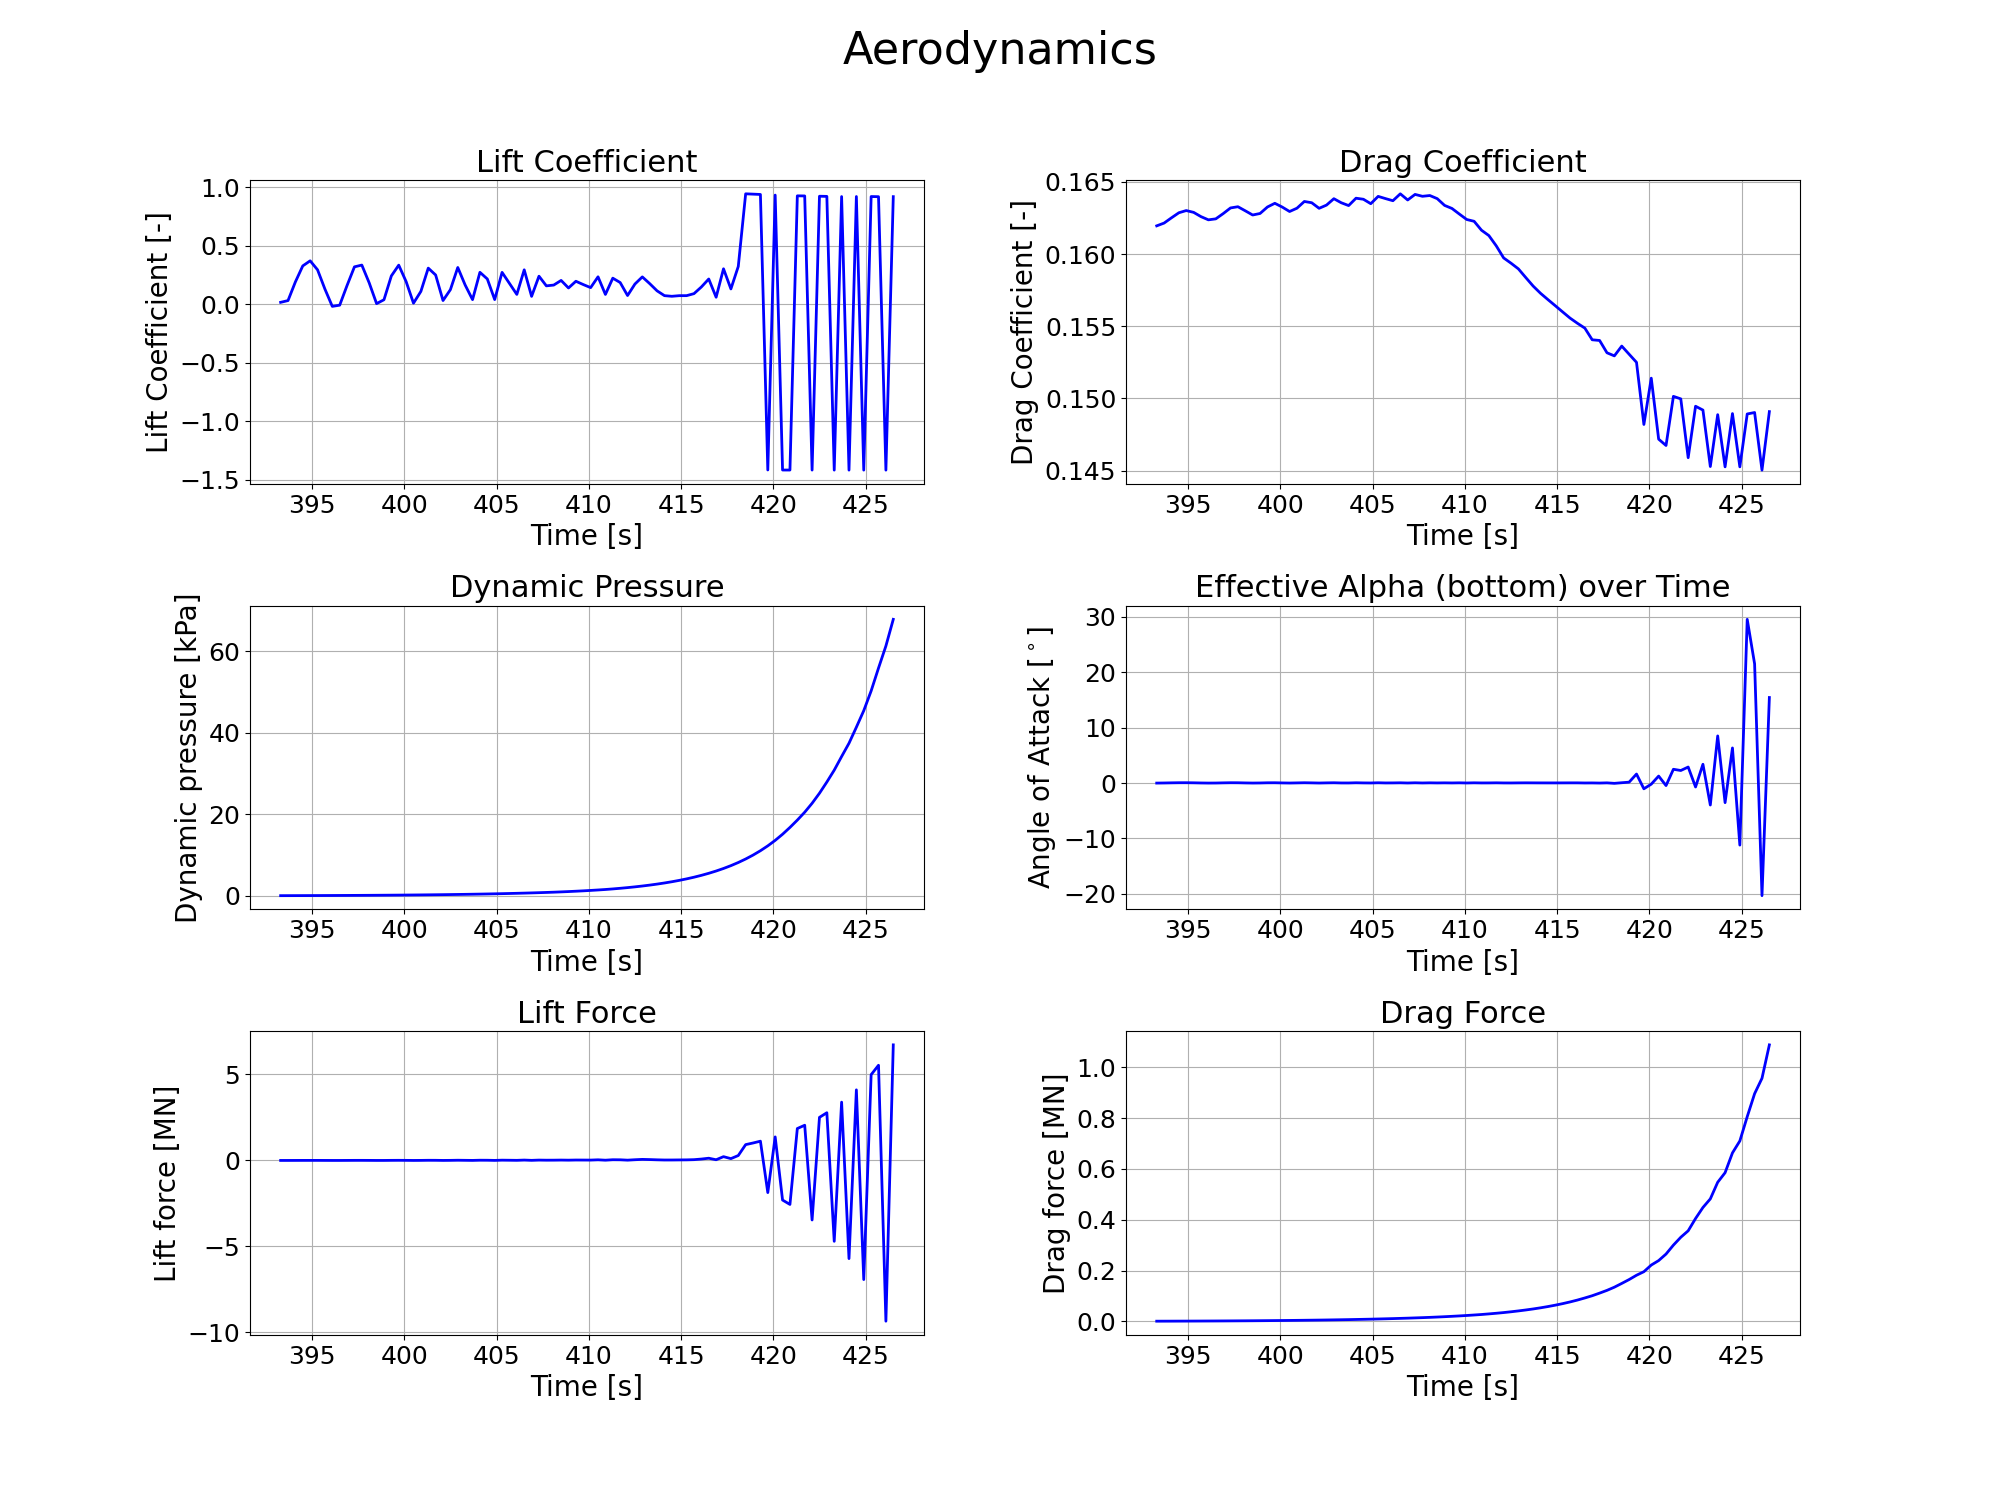 Aerodynamics
Lift Coefficient
Lift Coefficient [-]
1.0
0.5
0.0
−0.5
−1.0
−1.5
395 400 405 410 415 420 425
Time [s]
Drag Coefficient
Drag Coefficient [-]
0.165
0.160
0.155
0.150
0.145
395 400 405 410 415 420 425
Time [s]
Dynamic Pressure
Dynamic pressure [kPa]
60
40
20
0
395 400 405 410 415 420 425
Time [s]
Effective Alpha (bottom) over Time
Angle of Attack [ ° ]
30
20
10
0
−10
−20
395 400 405 410 415 420 425
Time [s]
Lift Force
Lift force [MN]
5
0
−5
−10
395 400 405 410 415 420 425
Time [s]
Drag Force
Drag force [MN]
1.0
0.8
0.6
0.4
0.2
0.0
395 400 405 410 415 420 425
Time [s]